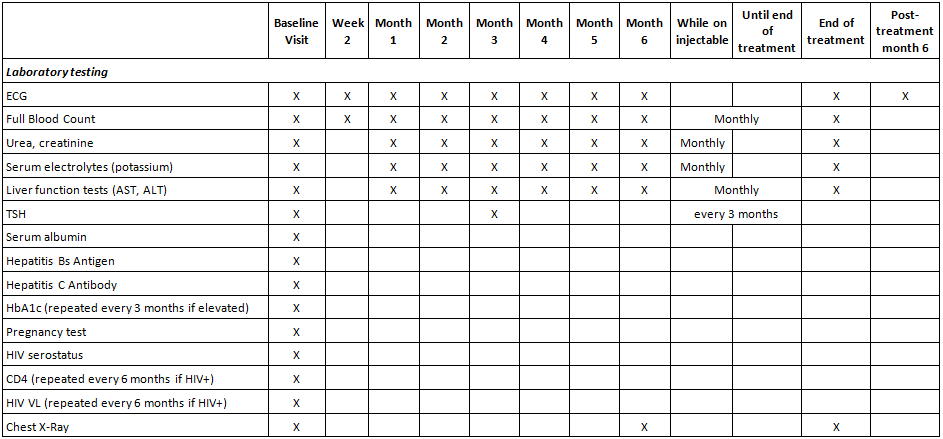 Baseline Visit Week 2 Month 1 Month 2 Month 3 Month 4 Month 5 Month 6 While on injectable Until end of treatment End of treatment Post-treatment month 6
Laboratory testing
ECG X X X X X X X X X X
Full Blood Count X X X X X X X X Monthly X
Urea, creatinine X X X X X X X Monthly X
Serum electrolytes (potassium) X X X X X X X Monthly X
Liver function tests (AST, ALT) X X X X X X X Monthly X
TSH X X every 3 months X
Serum albumin X
Hepatitis Bs Antigen X
Hepatitis C Antibody X
HbA1c (repeated every 3 months if elevated) X
Pregnancy test X
HIV serostatus X
CD4 (repeated every 6 months if HIV+) X
HIV VL (repeated every 6 months if HIV+) X
Chest X-Ray X X X